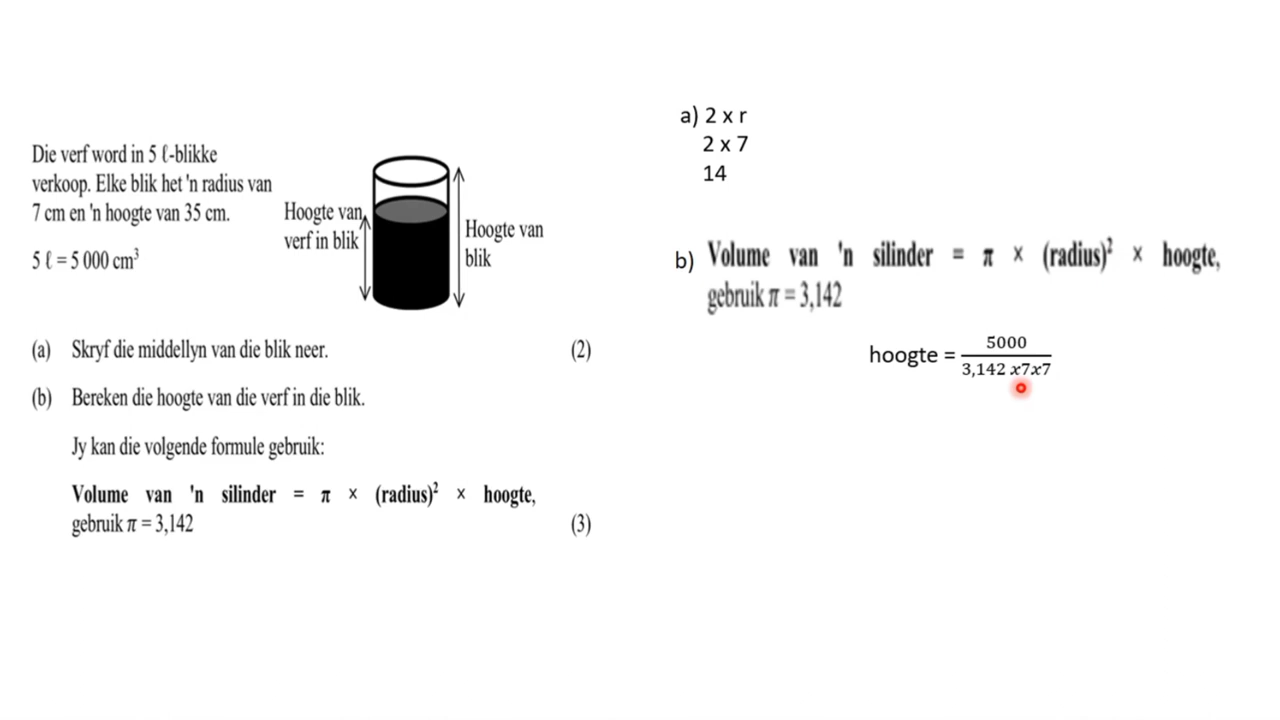 Die verf word in 5 ℓ-blikke
verkoop. Elke blik het 'n radius van
7 cm en 'n hoogte van 35 cm.
5 ℓ = 5 000 cm³
Hoogte van
verf in blik
Hoogte van
blik
(a) Skryf die middellyn van die blik neer. (2)
(b) Bereken die hoogte van die verf in die blik.
Jy kan die volgende formule gebruik:
Volume van 'n silinder = π × (radius)² × hoogte,
gebruik π = 3,142 (3)
a) 2 x r
2 x 7
14
b) Volume van 'n silinder = π × (radius)² × hoogte,
gebruik π = 3,142
hoogte = 5000
3,142 x7x7